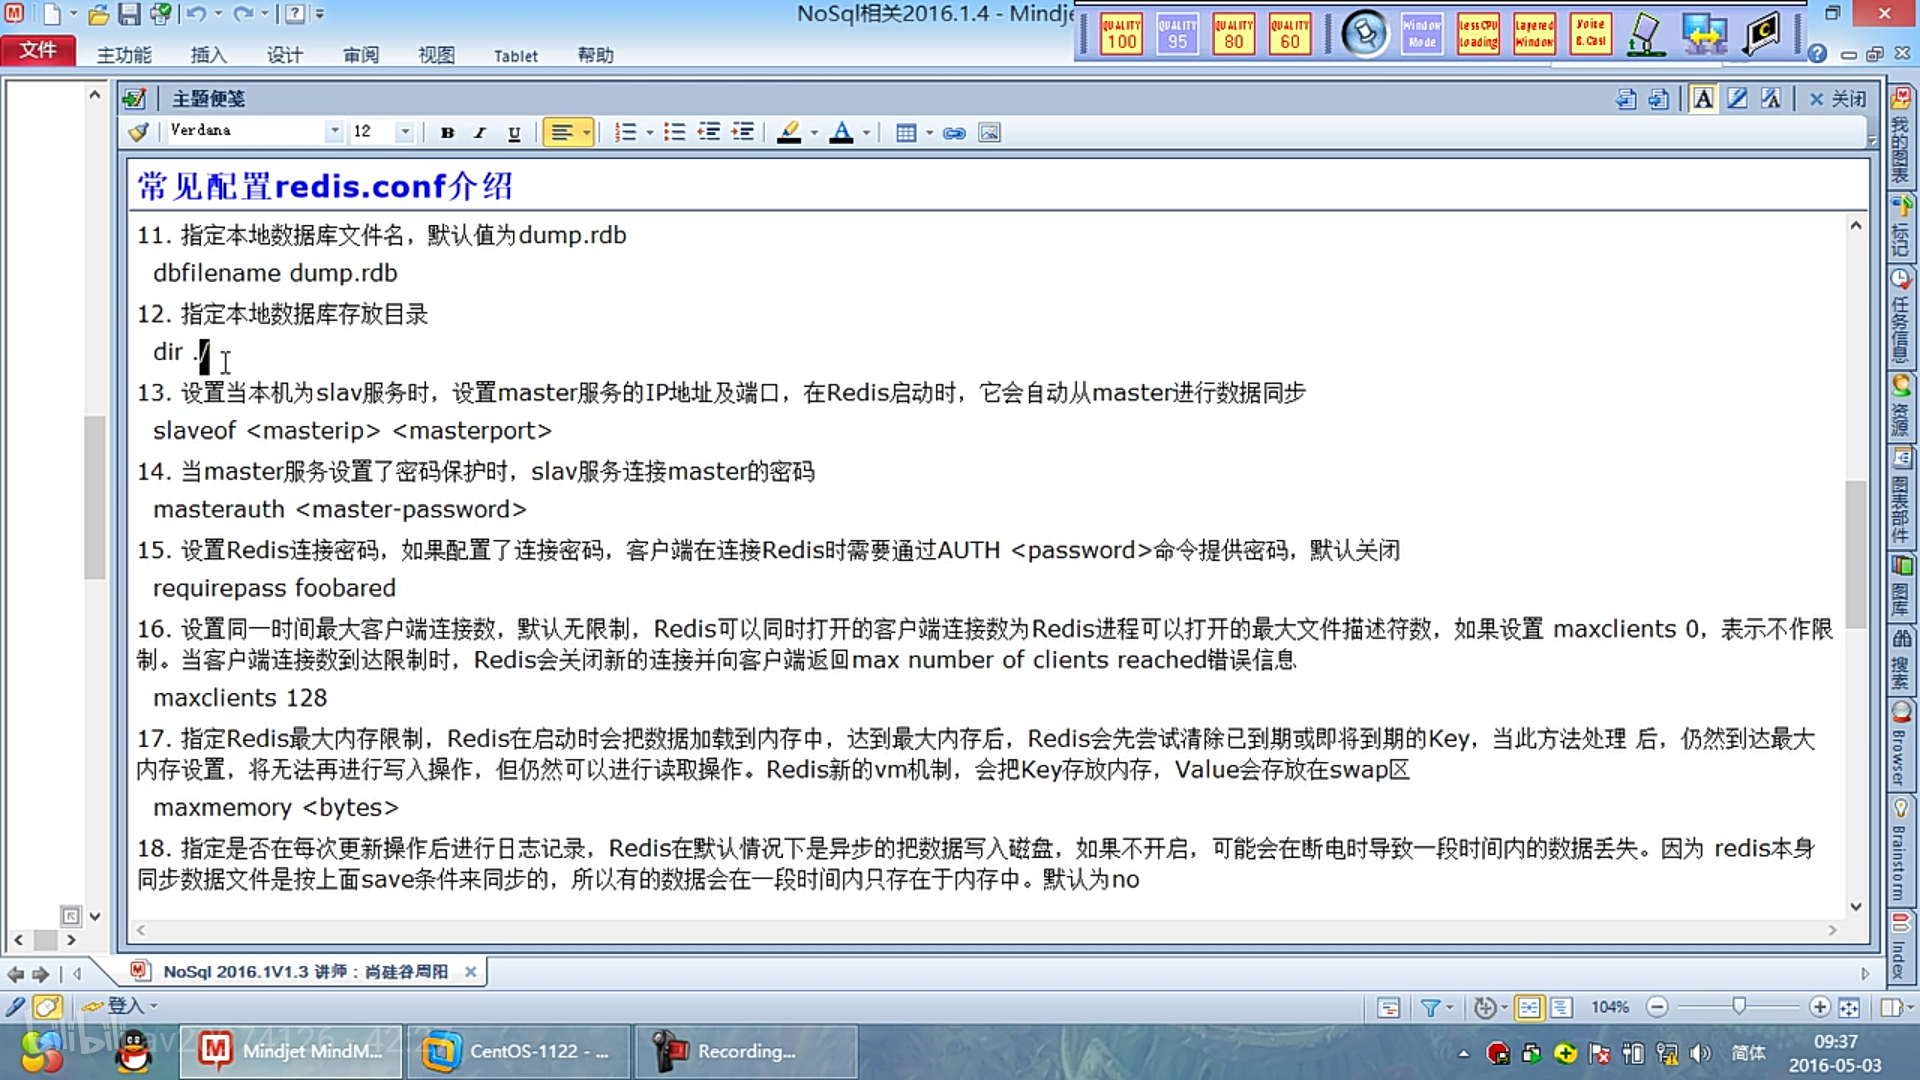 NoSql相关2016.1.4 - Mindje
QUALITY 100
QUALITY 95
QUALITY 80
QUALITY 60
Window Mode
LessCPU Loading
Layered Window
Voice B.Cast
文件 主功能 插入 设计 审阅 视图 Tablet 帮助
主题便笺
关闭
Verdana 12
常见配置redis.conf介绍
11. 指定本地数据库文件名，默认值为dump.rdb
dbfilename dump.rdb
12. 指定本地数据库存放目录
dir ./
13. 设置当本机为slav服务时，设置master服务的IP地址及端口，在Redis启动时，它会自动从master进行数据同步
slaveof <masterip> <masterport>
14. 当master服务设置了密码保护时，slav服务连接master的密码
masterauth <master-password>
15. 设置Redis连接密码，如果配置了连接密码，客户端在连接Redis时需要通过AUTH <password>命令提供密码，默认关闭
requirepass foobared
16. 设置同一时间最大客户端连接数，默认无限制，Redis可以同时打开的客户端连接数为Redis进程可以打开的最大文件描述符数，如果设置 maxclients 0，表示不作限
制。当客户端连接数到达限制时，Redis会关闭新的连接并向客户端返回max number of clients reached错误信息
maxclients 128
17. 指定Redis最大内存限制，Redis在启动时会把数据加载到内存中，达到最大内存后，Redis会先尝试清除已到期或即将到期的Key，当此方法处理 后，仍然到达最大
内存设置，将无法再进行写入操作，但仍然可以进行读取操作。Redis新的vm机制，会把Key存放内存，Value会存放在swap区
maxmemory <bytes>
18. 指定是否在每次更新操作后进行日志记录，Redis在默认情况下是异步的把数据写入磁盘，如果不开启，可能会在断电时导致一段时间内的数据丢失。因为 redis本身
同步数据文件是按上面save条件来同步的，所以有的数据会在一段时间内只存在于内存中。默认为no
我的图表
标记
任务信息
资源
图表部件
图库
搜索
Browser
Brainstorm
Index
NoSql 2016.1V1.3 讲师：尚硅谷周阳
登入
104%
Mindjet MindM...
CentOS-1122 - ...
Recording...
简体
09:37
2016-05-03